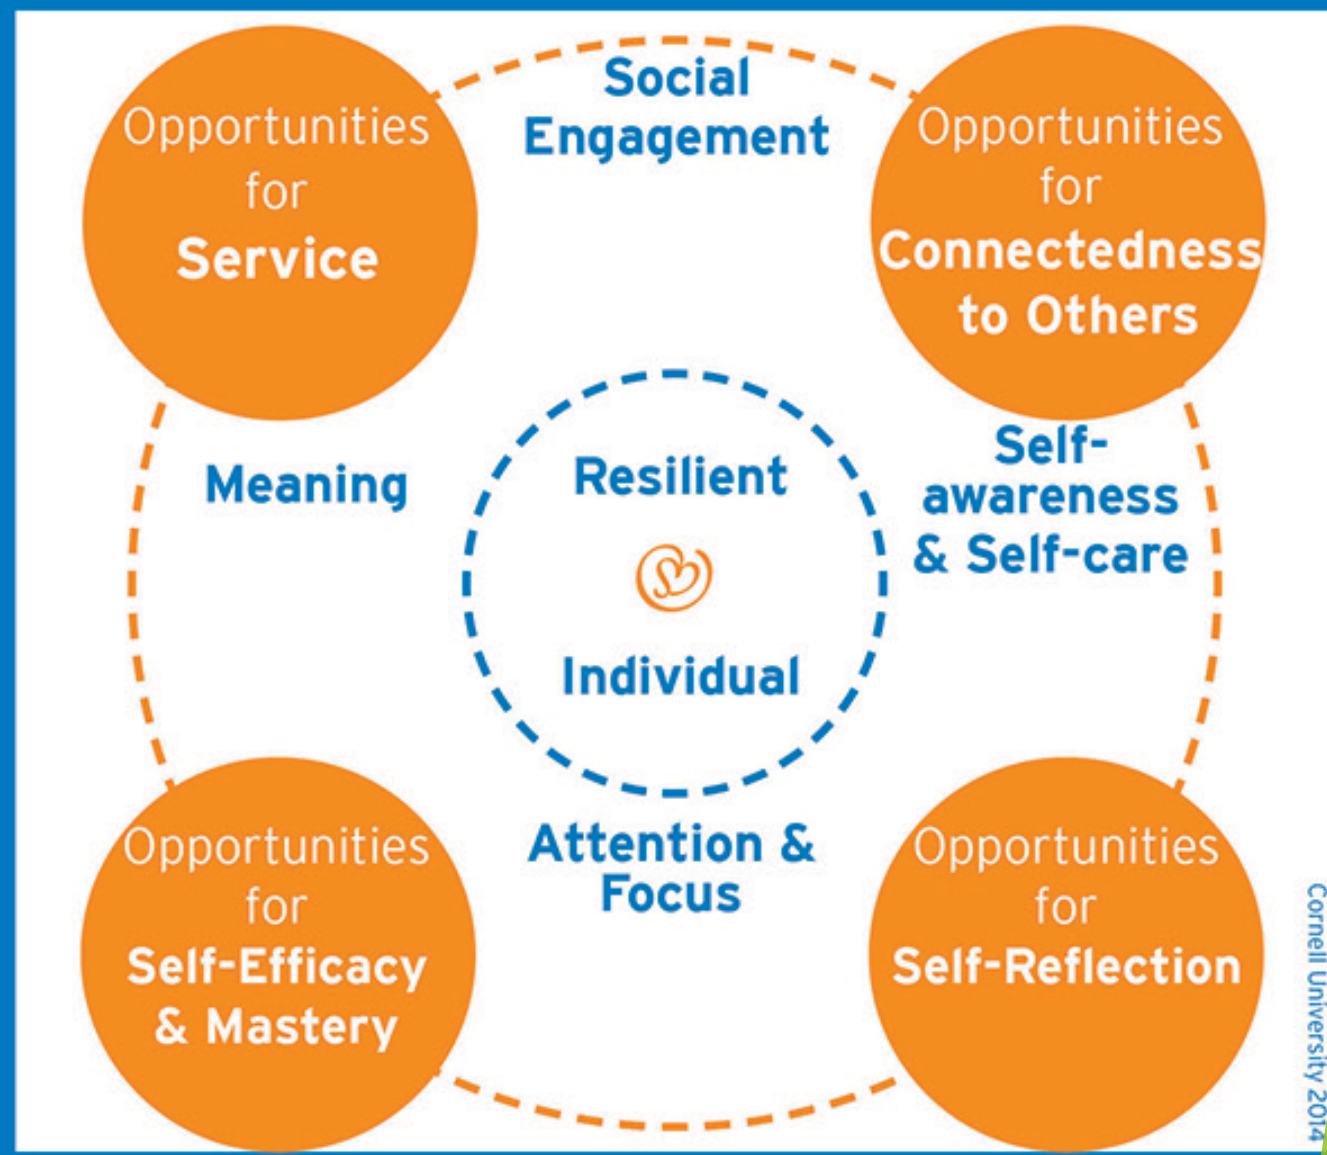 Opportunities
for
Service
Social
Engagement
Opportunities
for
Connectedness
to Others
Meaning
Resilient
Individual
Self-
awareness
& Self-care
Opportunities
for
Self-Efficacy
& Mastery
Attention &
Focus
Opportunities
for
Self-Reflection
Cornell University 2014